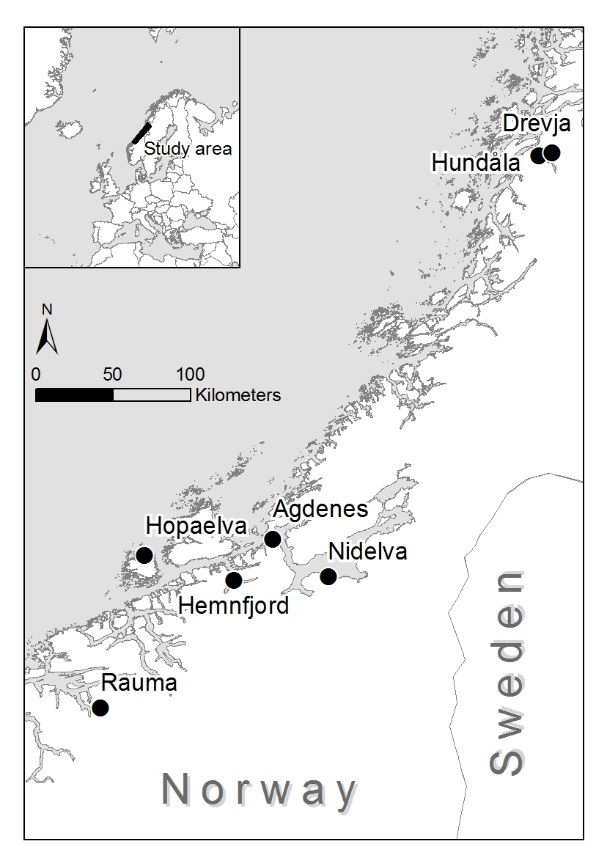 Study area
Drevja
Hundåla
N
0 50 100
Kilometers
Agdenes
Hopaelva
Nidelva
Hemnfjord
Rauma
Sweden
Norway